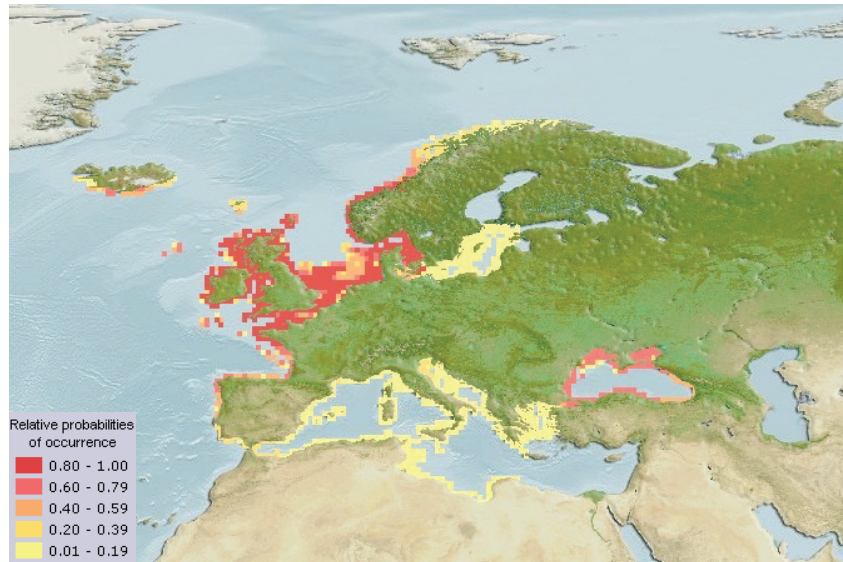 Relative probabilities
of occurrence
0.80 - 1.00
0.60 - 0.79
0.40 - 0.59
0.20 - 0.39
0.01 - 0.19